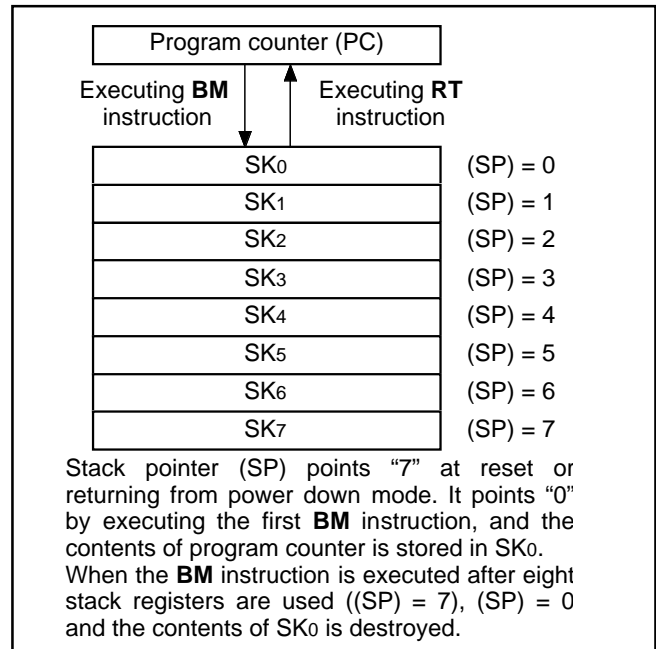 Program counter (PC)
Executing BM
instruction
Executing RT
instruction
SK0 (SP) = 0
SK1 (SP) = 1
SK2 (SP) = 2
SK3 (SP) = 3
SK4 (SP) = 4
SK5 (SP) = 5
SK6 (SP) = 6
SK7 (SP) = 7
Stack pointer (SP) points “7” at reset or
returning from power down mode. It points “0”
by executing the first BM instruction, and the
contents of program counter is stored in SK0.
When the BM instruction is executed after eight
stack registers are used ((SP) = 7), (SP) = 0
and the contents of SK0 is destroyed.